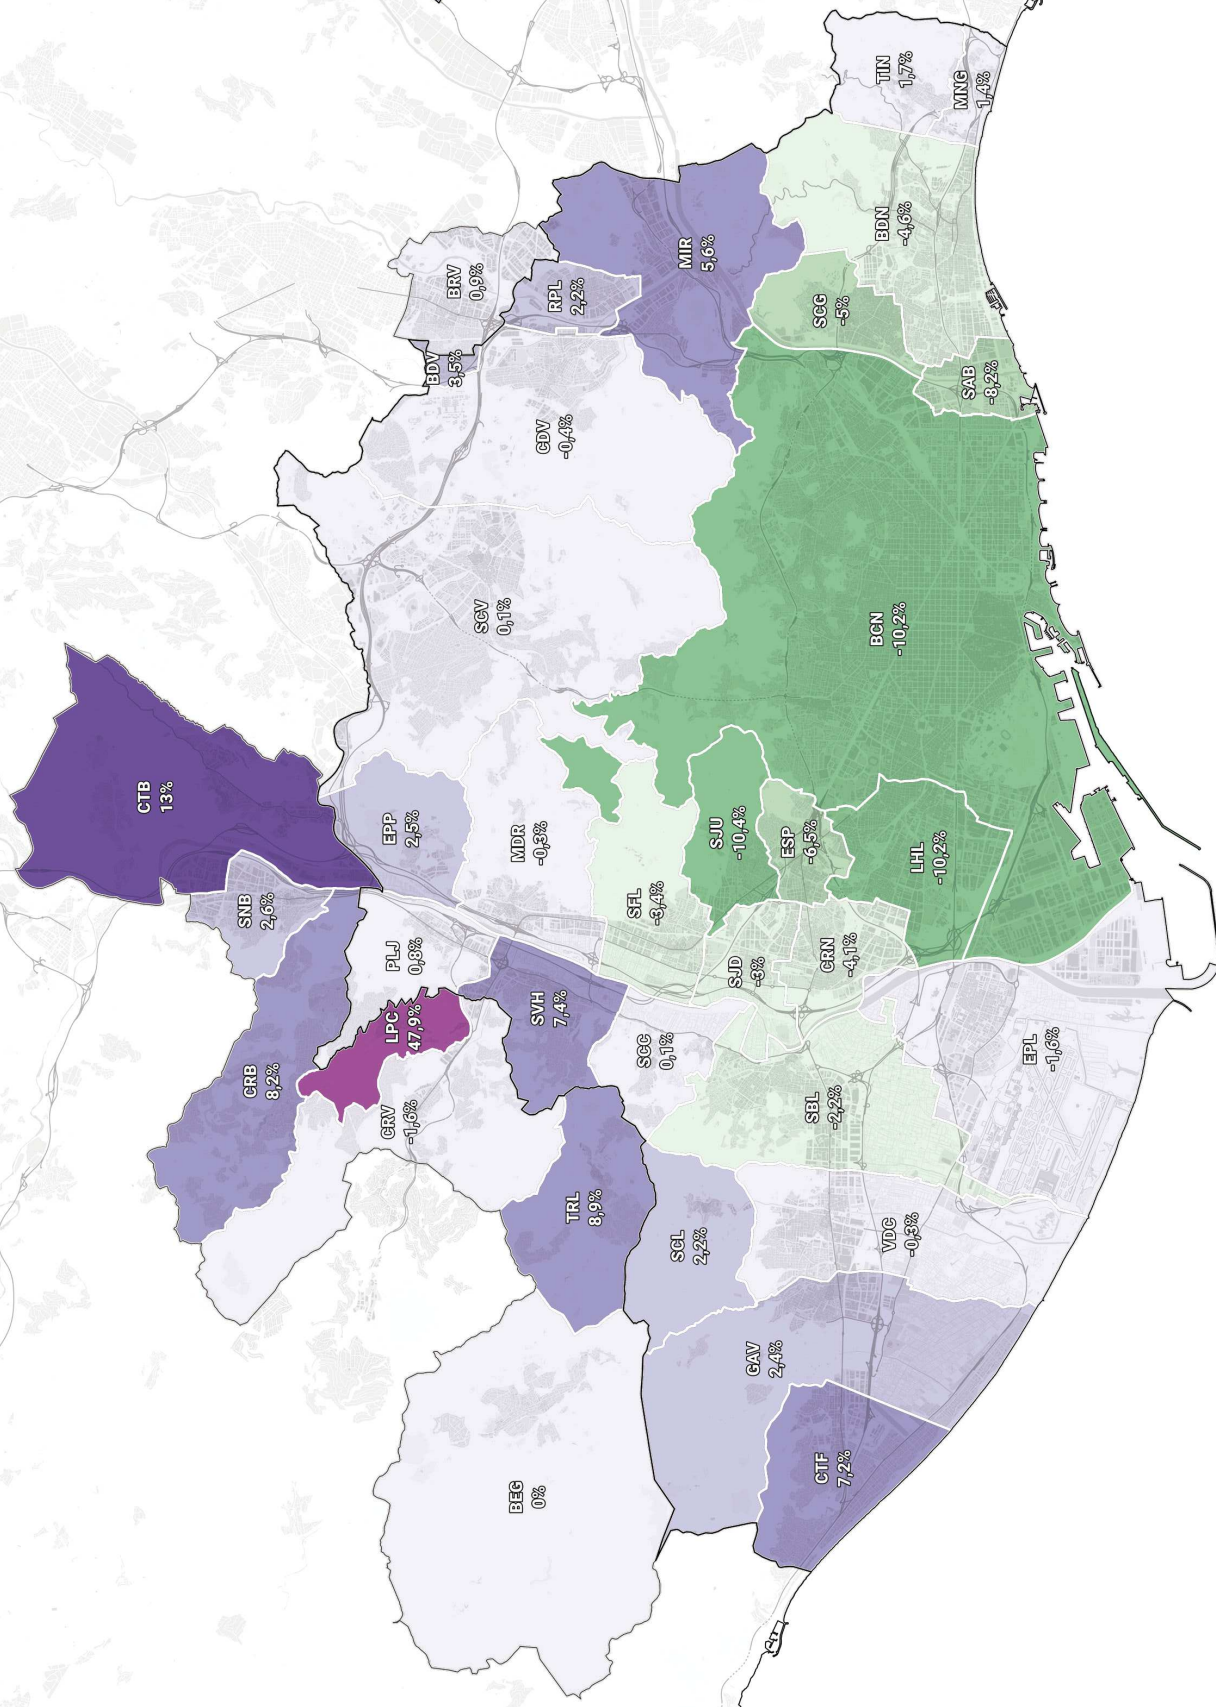 CTB
13%
SNB
2,6%
CRB
8,2%
CRV
-1,6%
LPC
47,9%
PLJ
0,8%
EPP
2,5%
BDV
3,5%
BRV
0,9%
SCV
0,1%
BEG
0%
MDR
-0,3%
SVH
7,4%
CDV
-0,4%
RPL
2,2%
TRL
8,9%
SFL
-3,4%
SCC
0,1%
SCL
2,2%
MIR
5,6%
SJU
-10,4%
SJD
-3%
GAV
2,4%
ESP
-6,5%
SBL
-2,2%
SCG
-5%
CTF
7,2%
CRN
-4,1%
BCN
-10,2%
BDN
-4,6%
TIN
1,7%
VDC
-0,3%
LHL
-10,2%
MNG
1,4%
SAB
-8,2%
EPL
-1,6%